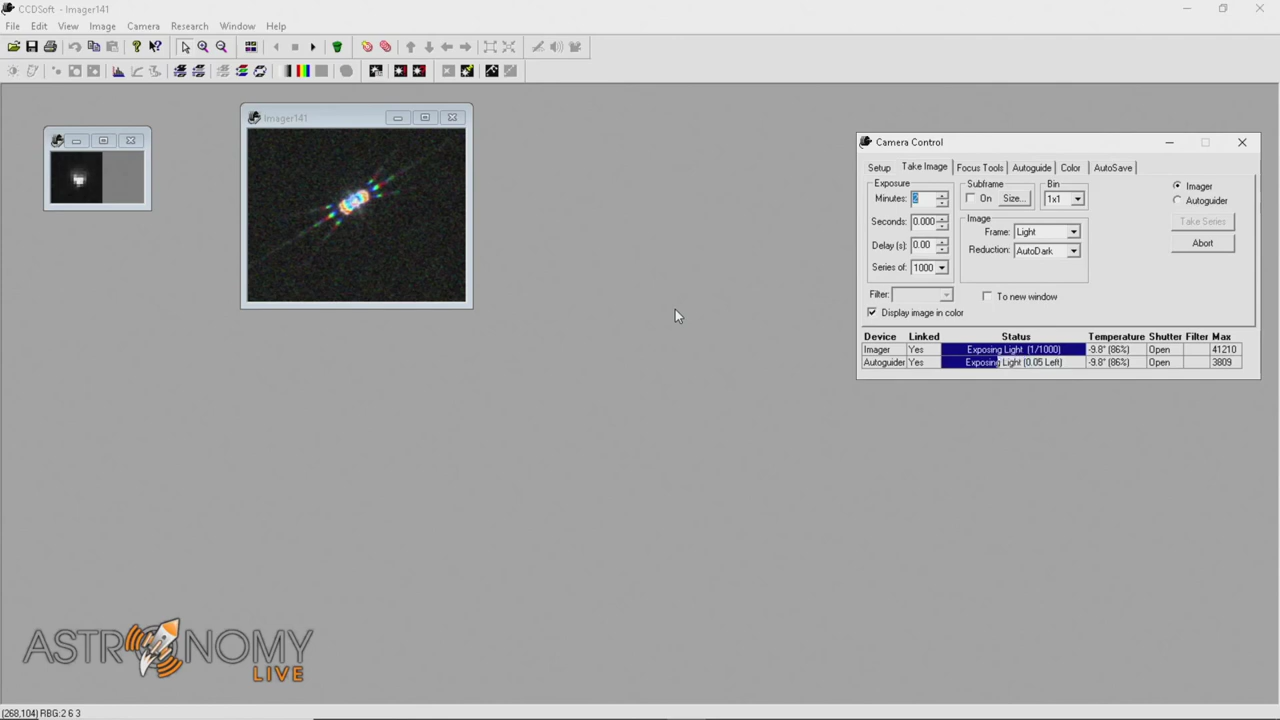 CCDSoft - Imager141
File Edit View Image Camera Research Window Help
Imager141
Camera Control
Setup Take Image Focus Tools Autoguide Color AutoSave
Exposure
Minutes: 2
Seconds: 0.000
Delay (s): 0.00
Series of: 1000
Subframe
On Size...
Bin
1x1
Image
Frame: Light
Reduction: AutoDark
Imager
Autoguider
Take Series
Abort
Filter:
To new window
Display image in color
Device Linked Status Temperature Shutter Filter Max
Imager Yes Exposing Light (1/1000) -9.8° (86%) Open 41210
Autoguider Yes Exposing Light (0.05 Left) -9.8° (86%) Open 3809
ASTRONOMY
LIVE
(268,104) RBG:2 6 3